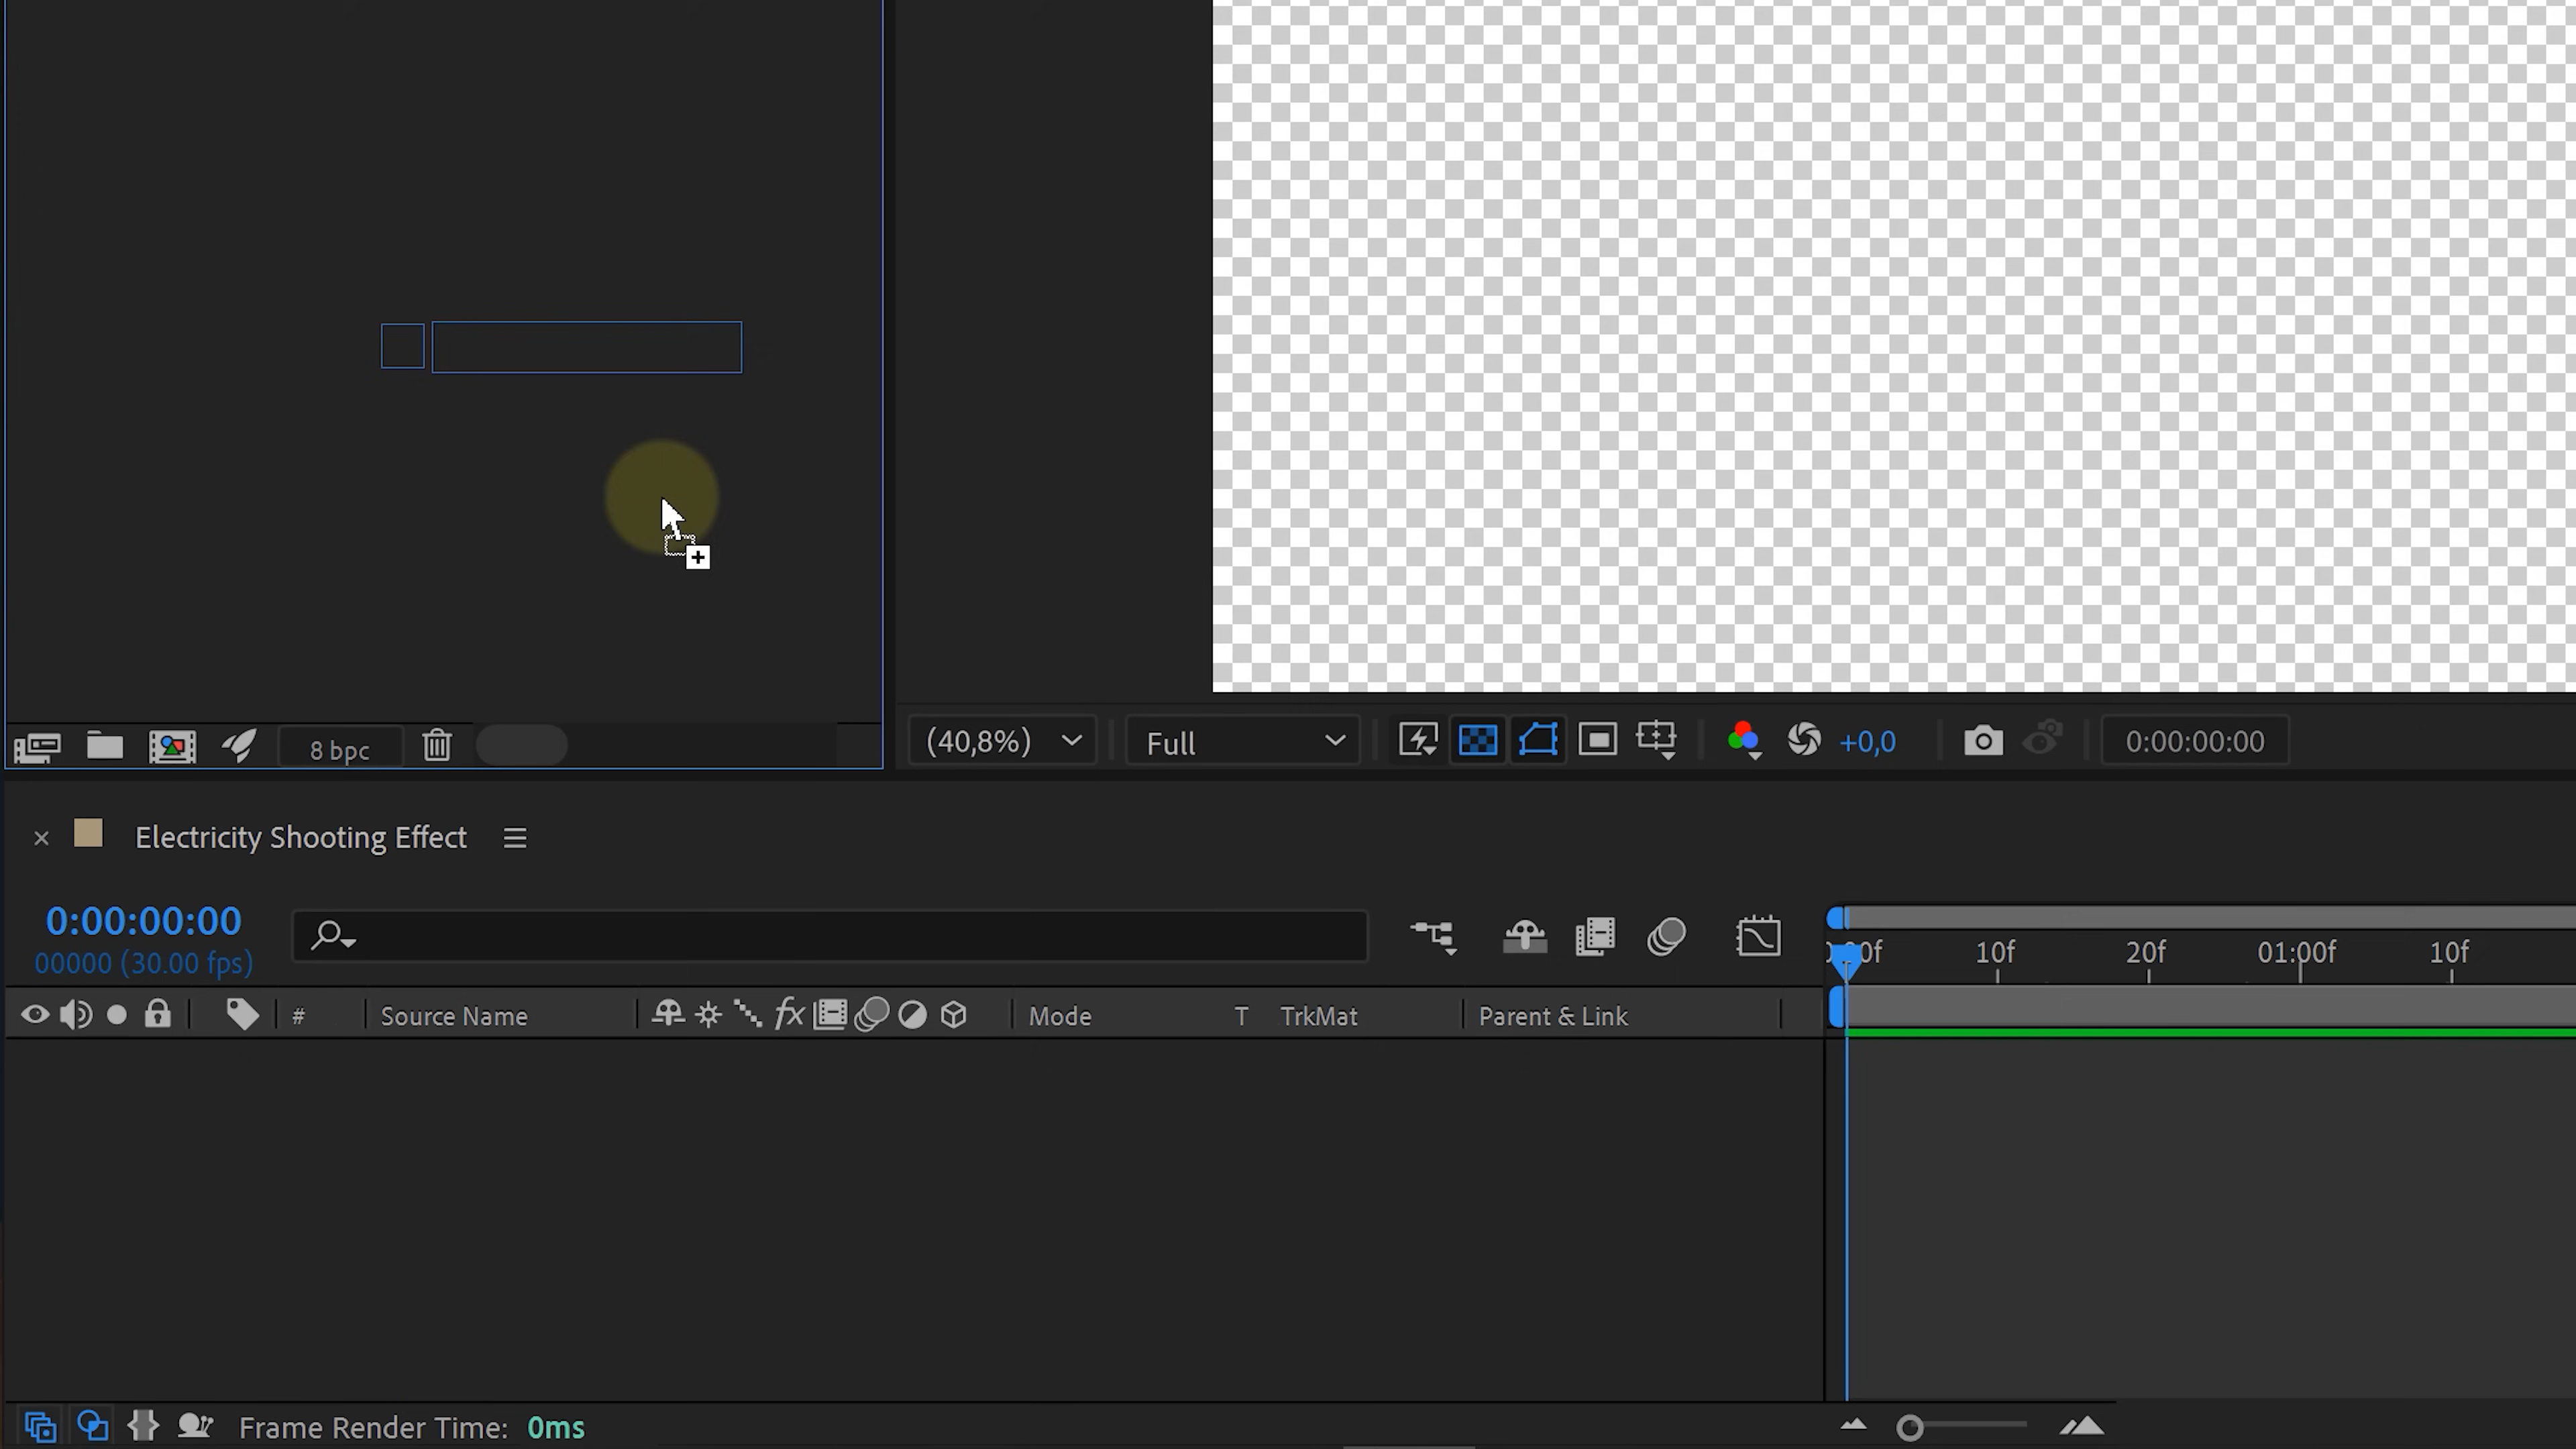 8 bpc
(40,8%)
Full
+0,0
0:00:00:00
Electricity Shooting Effect
0:00:00:00
00000 (30.00 fps)
10f
20f
01:00f
10f
#
Source Name
Mode
T
TrkMat
Parent & Link
Frame Render Time: 0ms